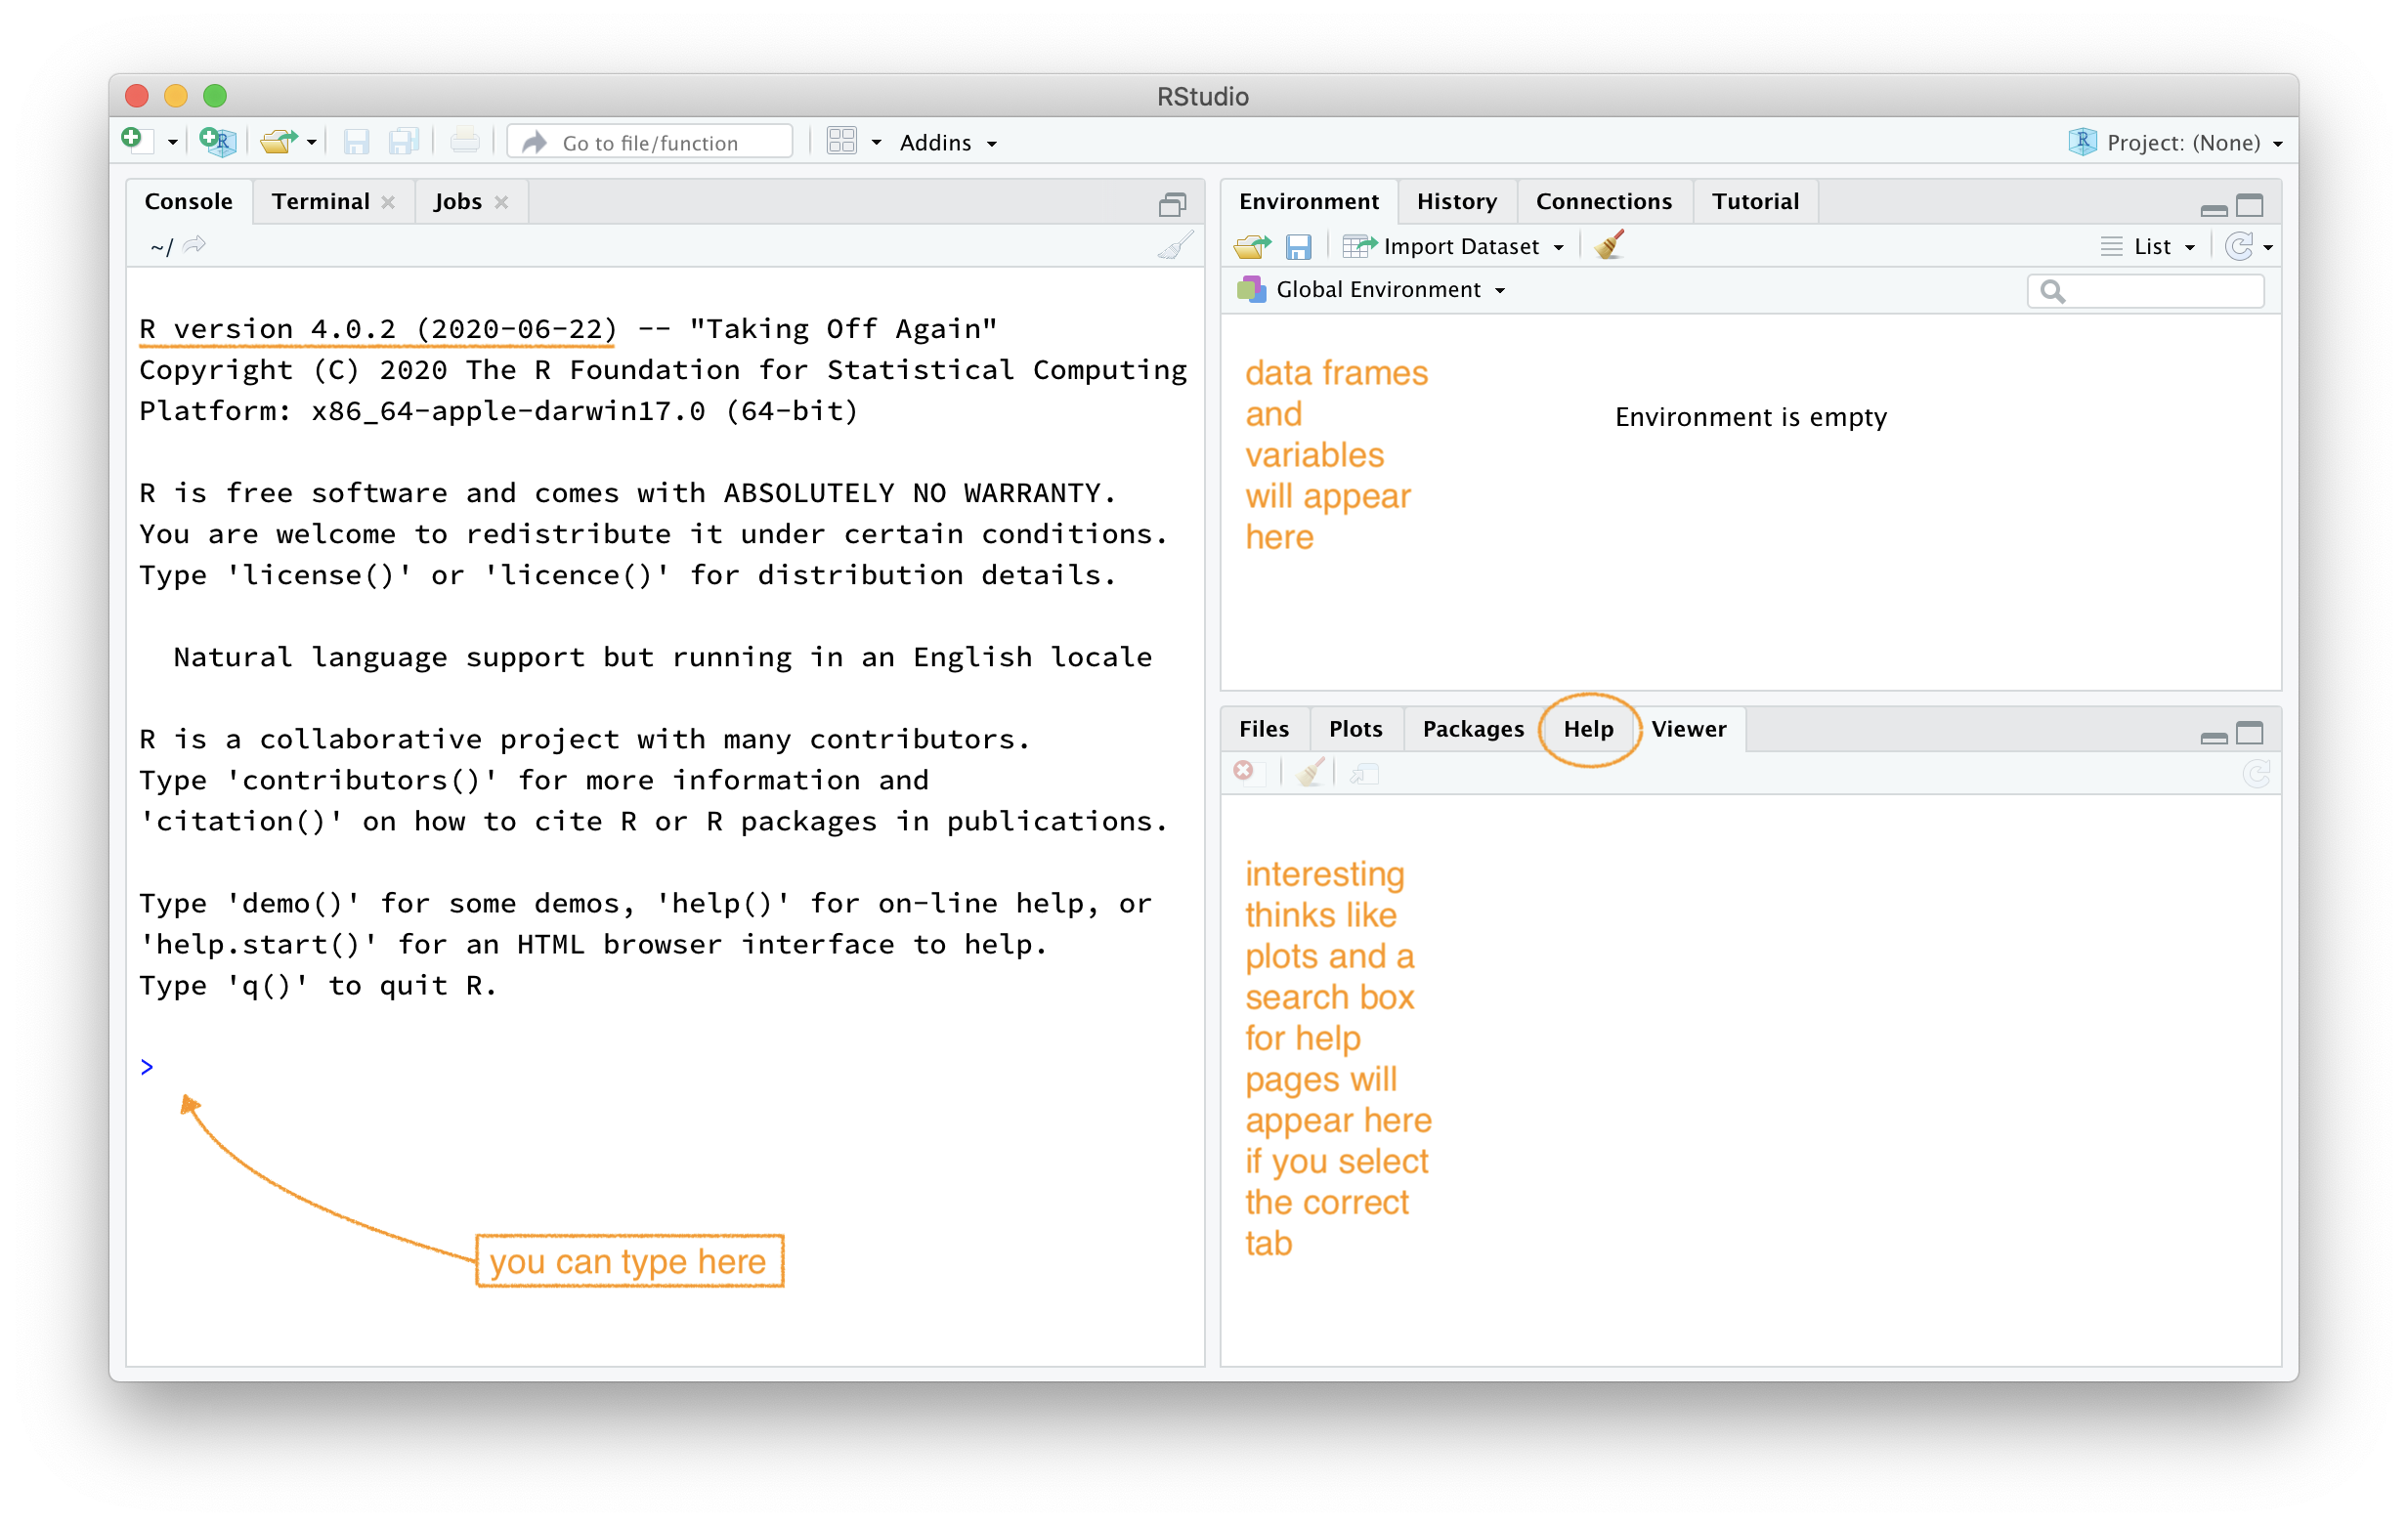 RStudio
Go to file/function
Addins
Project: (None)
Console Terminal Jobs
~/
R version 4.0.2 (2020-06-22) -- "Taking Off Again"
Copyright (C) 2020 The R Foundation for Statistical Computing
Platform: x86_64-apple-darwin17.0 (64-bit)
R is free software and comes with ABSOLUTELY NO WARRANTY.
You are welcome to redistribute it under certain conditions.
Type 'license()' or 'licence()' for distribution details.
Natural language support but running in an English locale
R is a collaborative project with many contributors.
Type 'contributors()' for more information and
'citation()' on how to cite R or R packages in publications.
Type 'demo()' for some demos, 'help()' for on-line help, or
'help.start()' for an HTML browser interface to help.
Type 'q()' to quit R.
>
you can type here
Environment History Connections Tutorial
Import Dataset
List
Global Environment
data frames
and
variables
will appear
here
Environment is empty
Files Plots Packages Help Viewer
interesting
thinks like
plots and a
search box
for help
pages will
appear here
if you select
the correct
tab